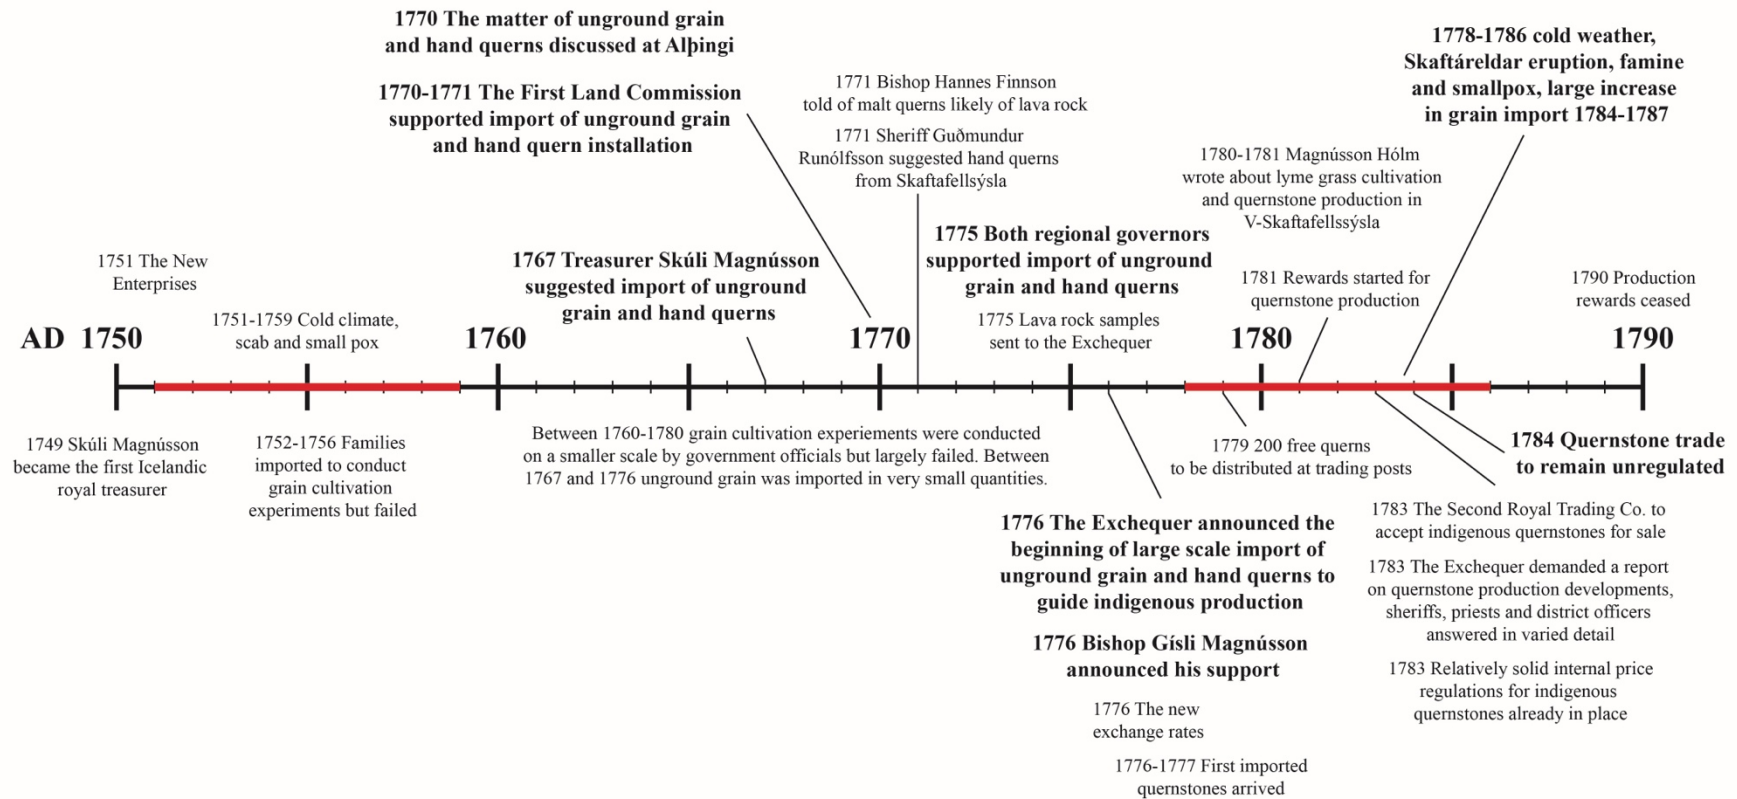 1770 The matter of unground grain
and hand querns discussed at Alþingi
1770-1771 The First Land Commission
supported import of unground grain
and hand quern installation
1771 Bishop Hannes Finnson
told of malt querns likely of lava rock
1771 Sheriff Guðmundur
Runólfsson suggested hand querns
from Skaftafellsýsla
1778-1786 cold weather,
Skaftáreldar eruption, famine
and smallpox, large increase
in grain import 1784-1787
1780-1781 Magnússon Hólm
wrote about lyme grass cultivation
and quernstone production in
V-Skaftafellssýsla
1751 The New
Enterprises
1751-1759 Cold climate,
scab and small pox
1767 Treasurer Skúli Magnússon
suggested import of unground
grain and hand querns
1775 Both regional governors
supported import of unground
grain and hand querns
1775 Lava rock samples
sent to the Exchequer
1781 Rewards started for
quernstone production
1790 Production
rewards ceased
AD 1750
1760
1770
1780
1790
1749 Skúli Magnússon
became the first Icelandic
royal treasurer
1752-1756 Families
imported to conduct
grain cultivation
experiments but failed
Between 1760-1780 grain cultivation experiements were conducted
on a smaller scale by government officials but largely failed. Between
1767 and 1776 unground grain was imported in very small quantities.
1779 200 free querns
to be distributed at trading posts
1784 Quernstone trade
to remain unregulated
1776 The Exchequer announced the
beginning of large scale import of
unground grain and hand querns to
guide indigenous production
1776 Bishop Gísli Magnússon
announced his support
1776 The new
exchange rates
1776-1777 First imported
quernstones arrived
1783 The Second Royal Trading Co. to
accept indigenous quernstones for sale
1783 The Exchequer demanded a report
on quernstone production developments,
sheriffs, priests and district officers
answered in varied detail
1783 Relatively solid internal price
regulations for indigenous
quernstones already in place